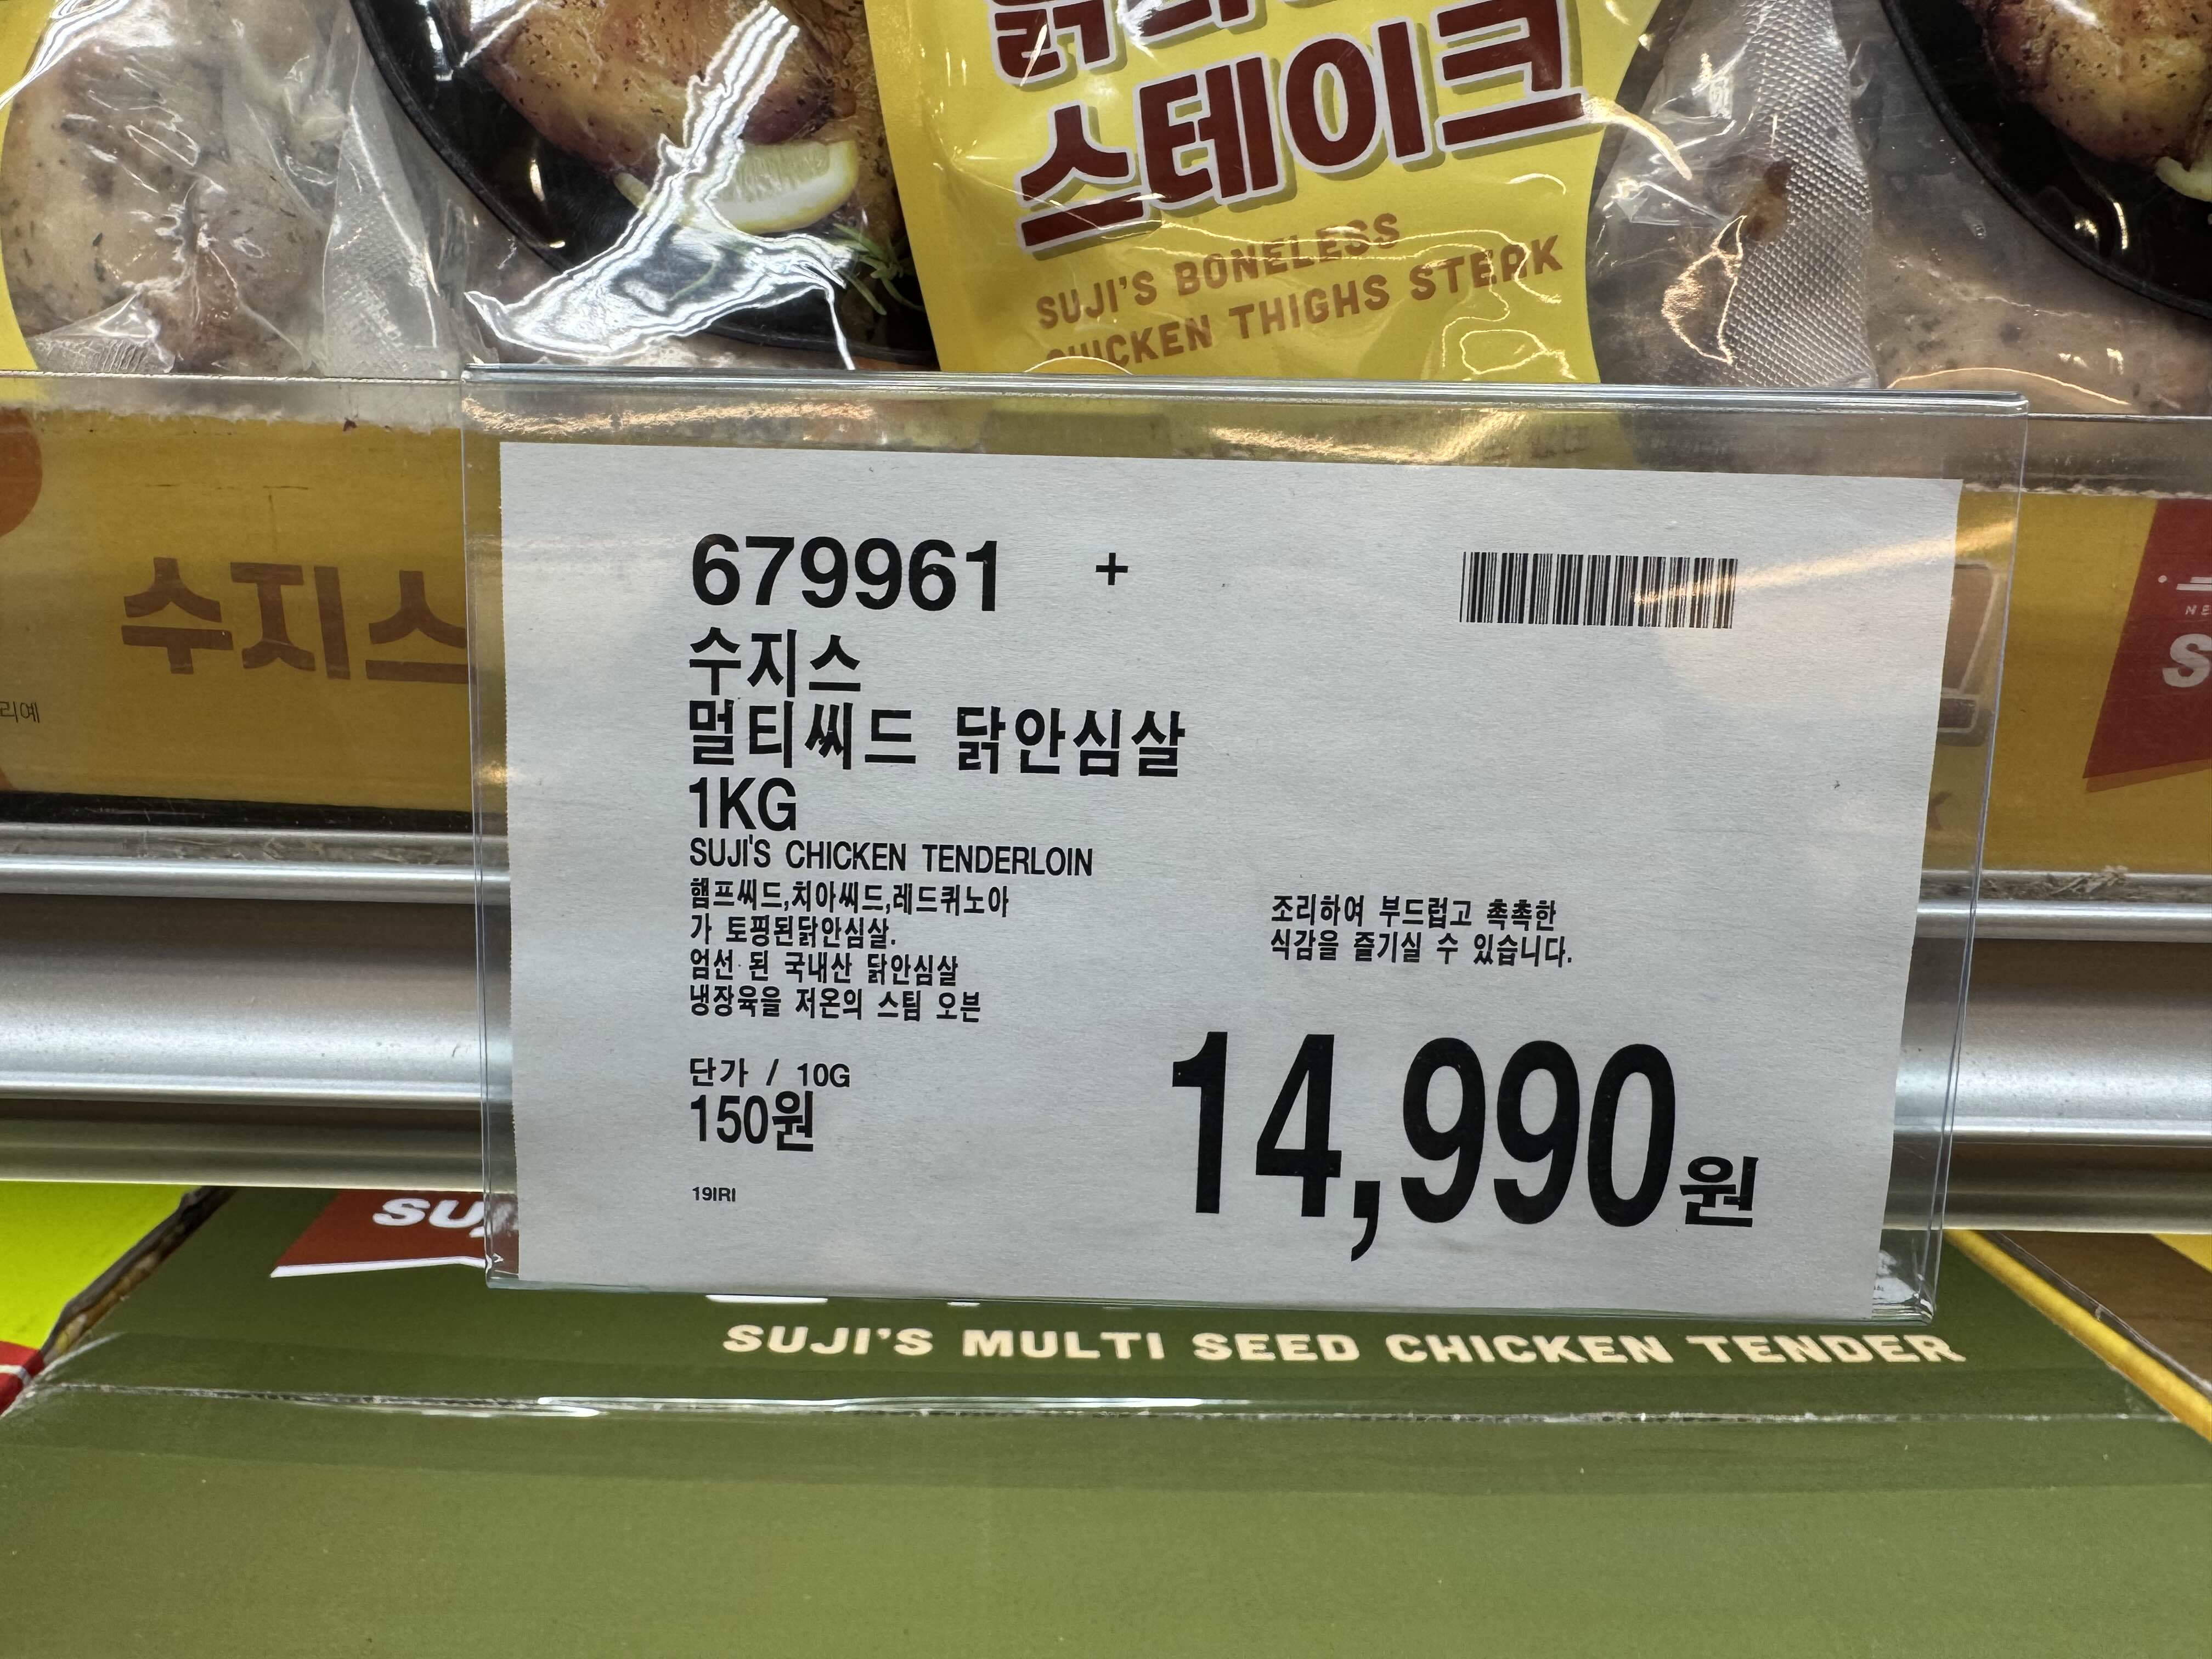 스테이크
SUJI'S BONELESS
CHICKEN THIGHS STEAK
수지스
리예
679961 +
수지스
멀티씨드 닭안심살
1KG
SUJI'S CHICKEN TENDERLOIN
햄프씨드,치아씨드,레드퀴노아
가 토핑된닭안심살.
엄선 된 국내산 닭안심살
냉장육을 저온의 스팀 오븐
조리하여 부드럽고 촉촉한
식감을 즐기실 수 있습니다.
단가 / 10G
150원
14,990원
19IRI
SUJI'S MULTI SEED CHICKEN TENDER